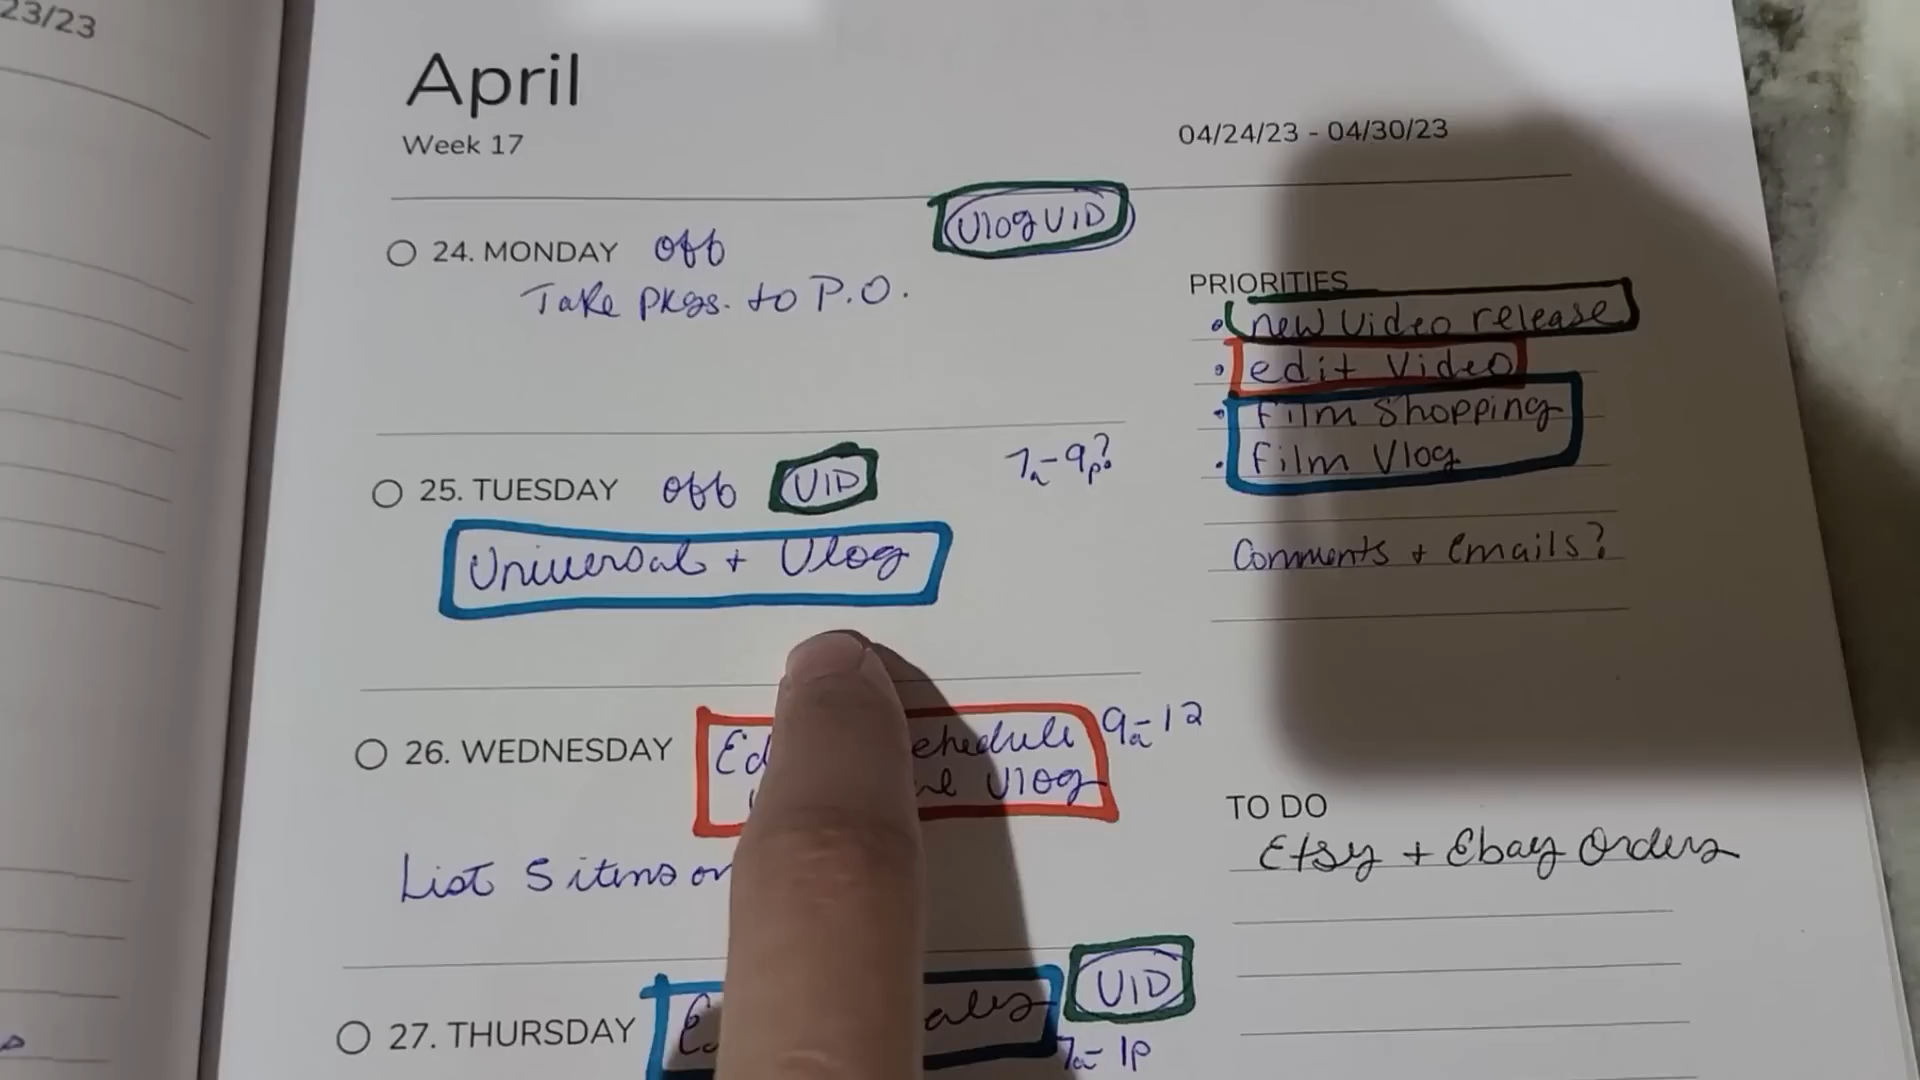 23/23
April
Week 17
04/24/23 - 04/30/23
Vlog VID
24. MONDAY off
Take pkgs. to P.O.
PRIORITIES
new video release
edit Video
film Shopping
film Vlog
Comments + emails?
25. TUESDAY off VID 7a-9p?
Universal + Vlog
26. WEDNESDAY 9a-12
Vlog
List 5 items on
TO DO
Etsy + Ebay Orders
27. THURSDAY VID
7a-1p